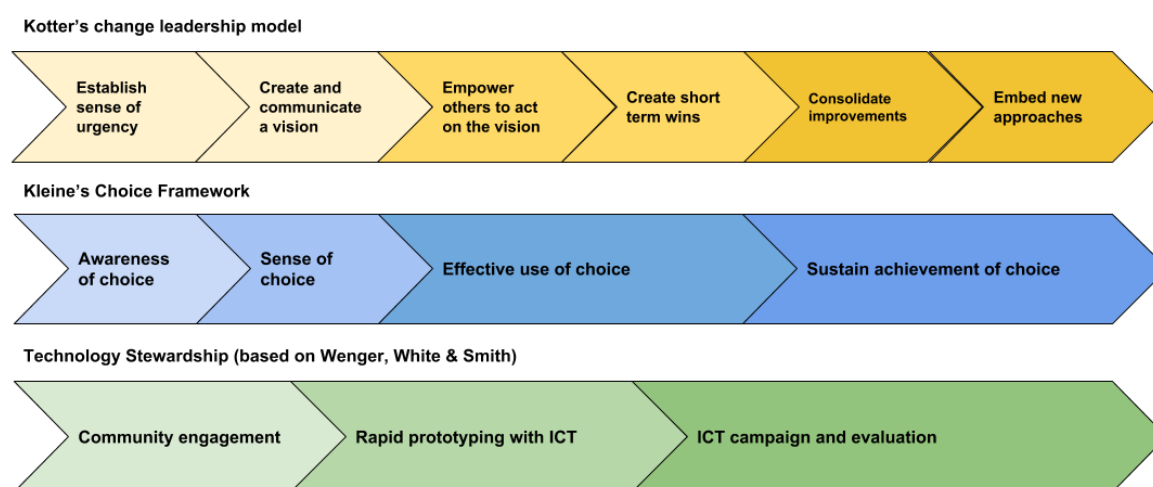 Kotter's change leadership model
Establish
sense of
urgency
Create and
communicate
a vision
Empower
others to act
on the vision
Create short
term wins
Consolidate
improvements
Embed new
approaches
Kleine's Choice Framework
Awareness
of choice
Sense of
choice
Effective use of choice
Sustain achievement of choice
Technology Stewardship (based on Wenger, White & Smith)
Community engagement
Rapid prototyping with ICT
ICT campaign and evaluation